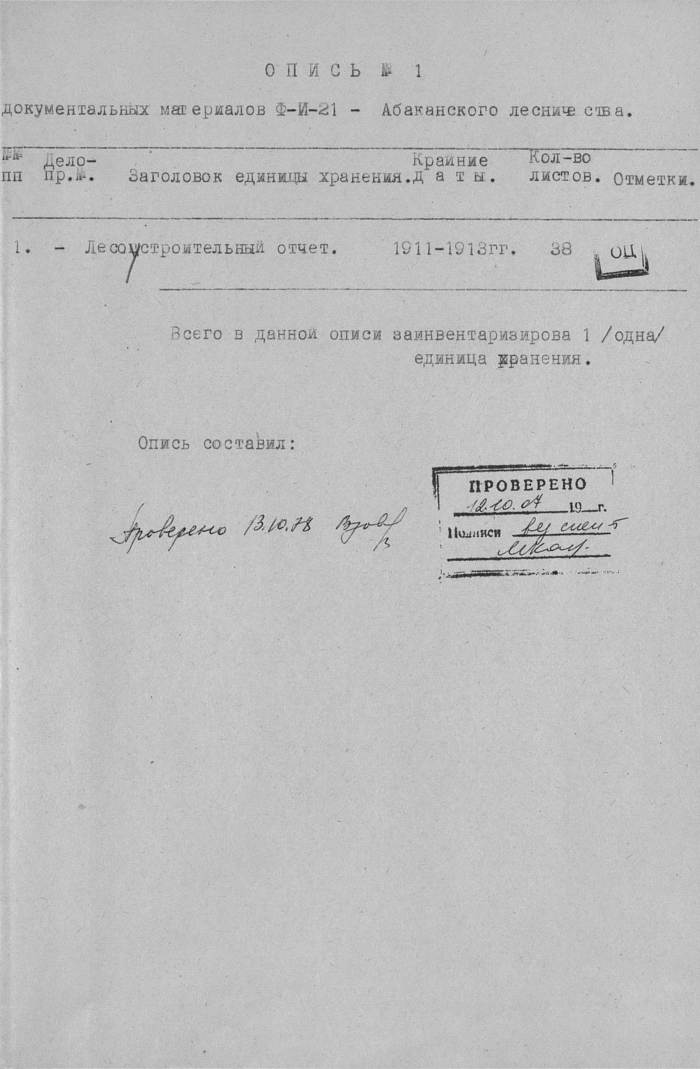 ОПИСЬ № 1
документальных материалов Ф-И-21 - Абаканского лесничества.
№№ Дело- Крайние Кол-во
пп пр.№. Заголовок единицы хранения. даты. листов. Отметки.
1. - Лесоустроительный отчет. 1911-1913гг. 38 ОЦ
Всего в данной описи заинвентаризирова 1 /одна/
единица хранения.
Опись составил:
ПРОВЕРЕНО
12.10.07 19 г.
Проверено 13.10.78
Подписи